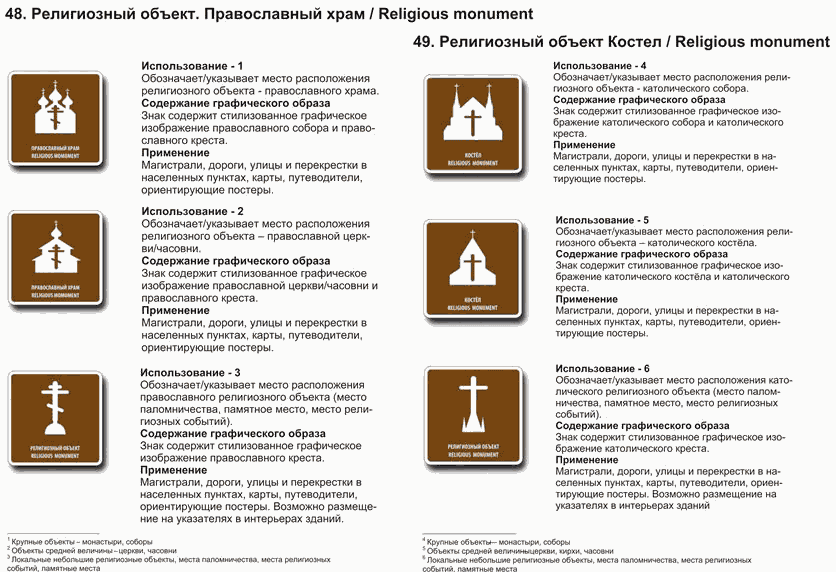 48. Религиозный объект. Православный храм / Religious monument
ПРАВОСЛАВНЫЙ ХРАМ
RELIGIOUS MONUMENT
Использование - 1
Обозначает/указывает место расположения
религиозного объекта - православного храма.
Содержание графического образа
Знак содержит стилизованное графическое
изображение православного собора и право-
славного креста.
Применение
Магистрали, дороги, улицы и перекрестки в
населенных пунктах, карты, путеводители,
ориентирующие постеры.
ПРАВОСЛАВНЫЙ ХРАМ
RELIGIOUS MONUMENT
Использование - 2
Обозначает/указывает место расположения
религиозного объекта – православной церк-
ви/часовни.
Содержание графического образа
Знак содержит стилизованное графическое
изображение православной церкви/часовни и
православного креста.
Применение
Магистрали, дороги, улицы и перекрестки в
населенных пунктах, карты, путеводители,
ориентирующие постеры.
РЕЛИГИОЗНЫЙ ОБЪЕКТ
RELIGIOUS MONUMENT
Использование - 3
Обозначает/указывает место расположения
православного религиозного объекта (место
паломничества, памятное место, место рели-
гиозных событий).
Содержание графического образа
Знак содержит стилизованное графическое
изображение православного креста.
Применение
Магистрали, дороги, улицы и перекрестки в
населенных пунктах, карты, путеводители,
ориентирующие постеры. Возможно размеще-
ние на указателях в интерьерах зданий.
1 Крупные объекты - монастыри, соборы
2 Объекты средней величины – церкви, часовни
3 Локальные небольшие религиозные объекты, места паломничества, места религиозных
событий, памятные места
49. Религиозный объект Костел / Religious monument
КОСТЁЛ
RELIGIOUS MONUMENT
Использование - 4
Обозначает/указывает место расположения рели-
гиозного объекта - католического собора.
Содержание графического образа
Знак содержит стилизованное графическое изо-
бражение католического собора и католического
креста.
Применение
Магистрали, дороги, улицы и перекрестки в на-
селенных пунктах, карты, путеводители, ориен-
тирующие постеры.
КОСТЁЛ
RELIGIOUS MONUMENT
Использование - 5
Обозначает/указывает место расположения рели-
гиозного объекта – католического костёла.
Содержание графического образа
Знак содержит стилизованное графическое изо-
бражение католического костёла и католического
креста.
Применение
Магистрали, дороги, улицы и перекрестки в на-
селенных пунктах, карты, путеводители, ориен-
тирующие постеры.
РЕЛИГИОЗНЫЙ ОБЪЕКТ
RELIGIOUS MONUMENT
Использование - 6
Обозначает/указывает место расположения като-
лического религиозного объекта (место палом-
ничества, памятное место, место религиозных
событий).
Содержание графического образа
Знак содержит стилизованное графическое изо-
бражение католического креста.
Применение
Магистрали, дороги, улицы и перекрестки в на-
селенных пунктах, карты, путеводители, ориен-
тирующие постеры. Возможно размещение на
указателях в интерьерах зданий
4 Крупные объекты— монастыри, соборы
5 Объекты средней величиныцеркви, кирхи, часовни
6 Локальные небольшие религиозные объекты, места паломничества, места религиозных
событий, памятные места